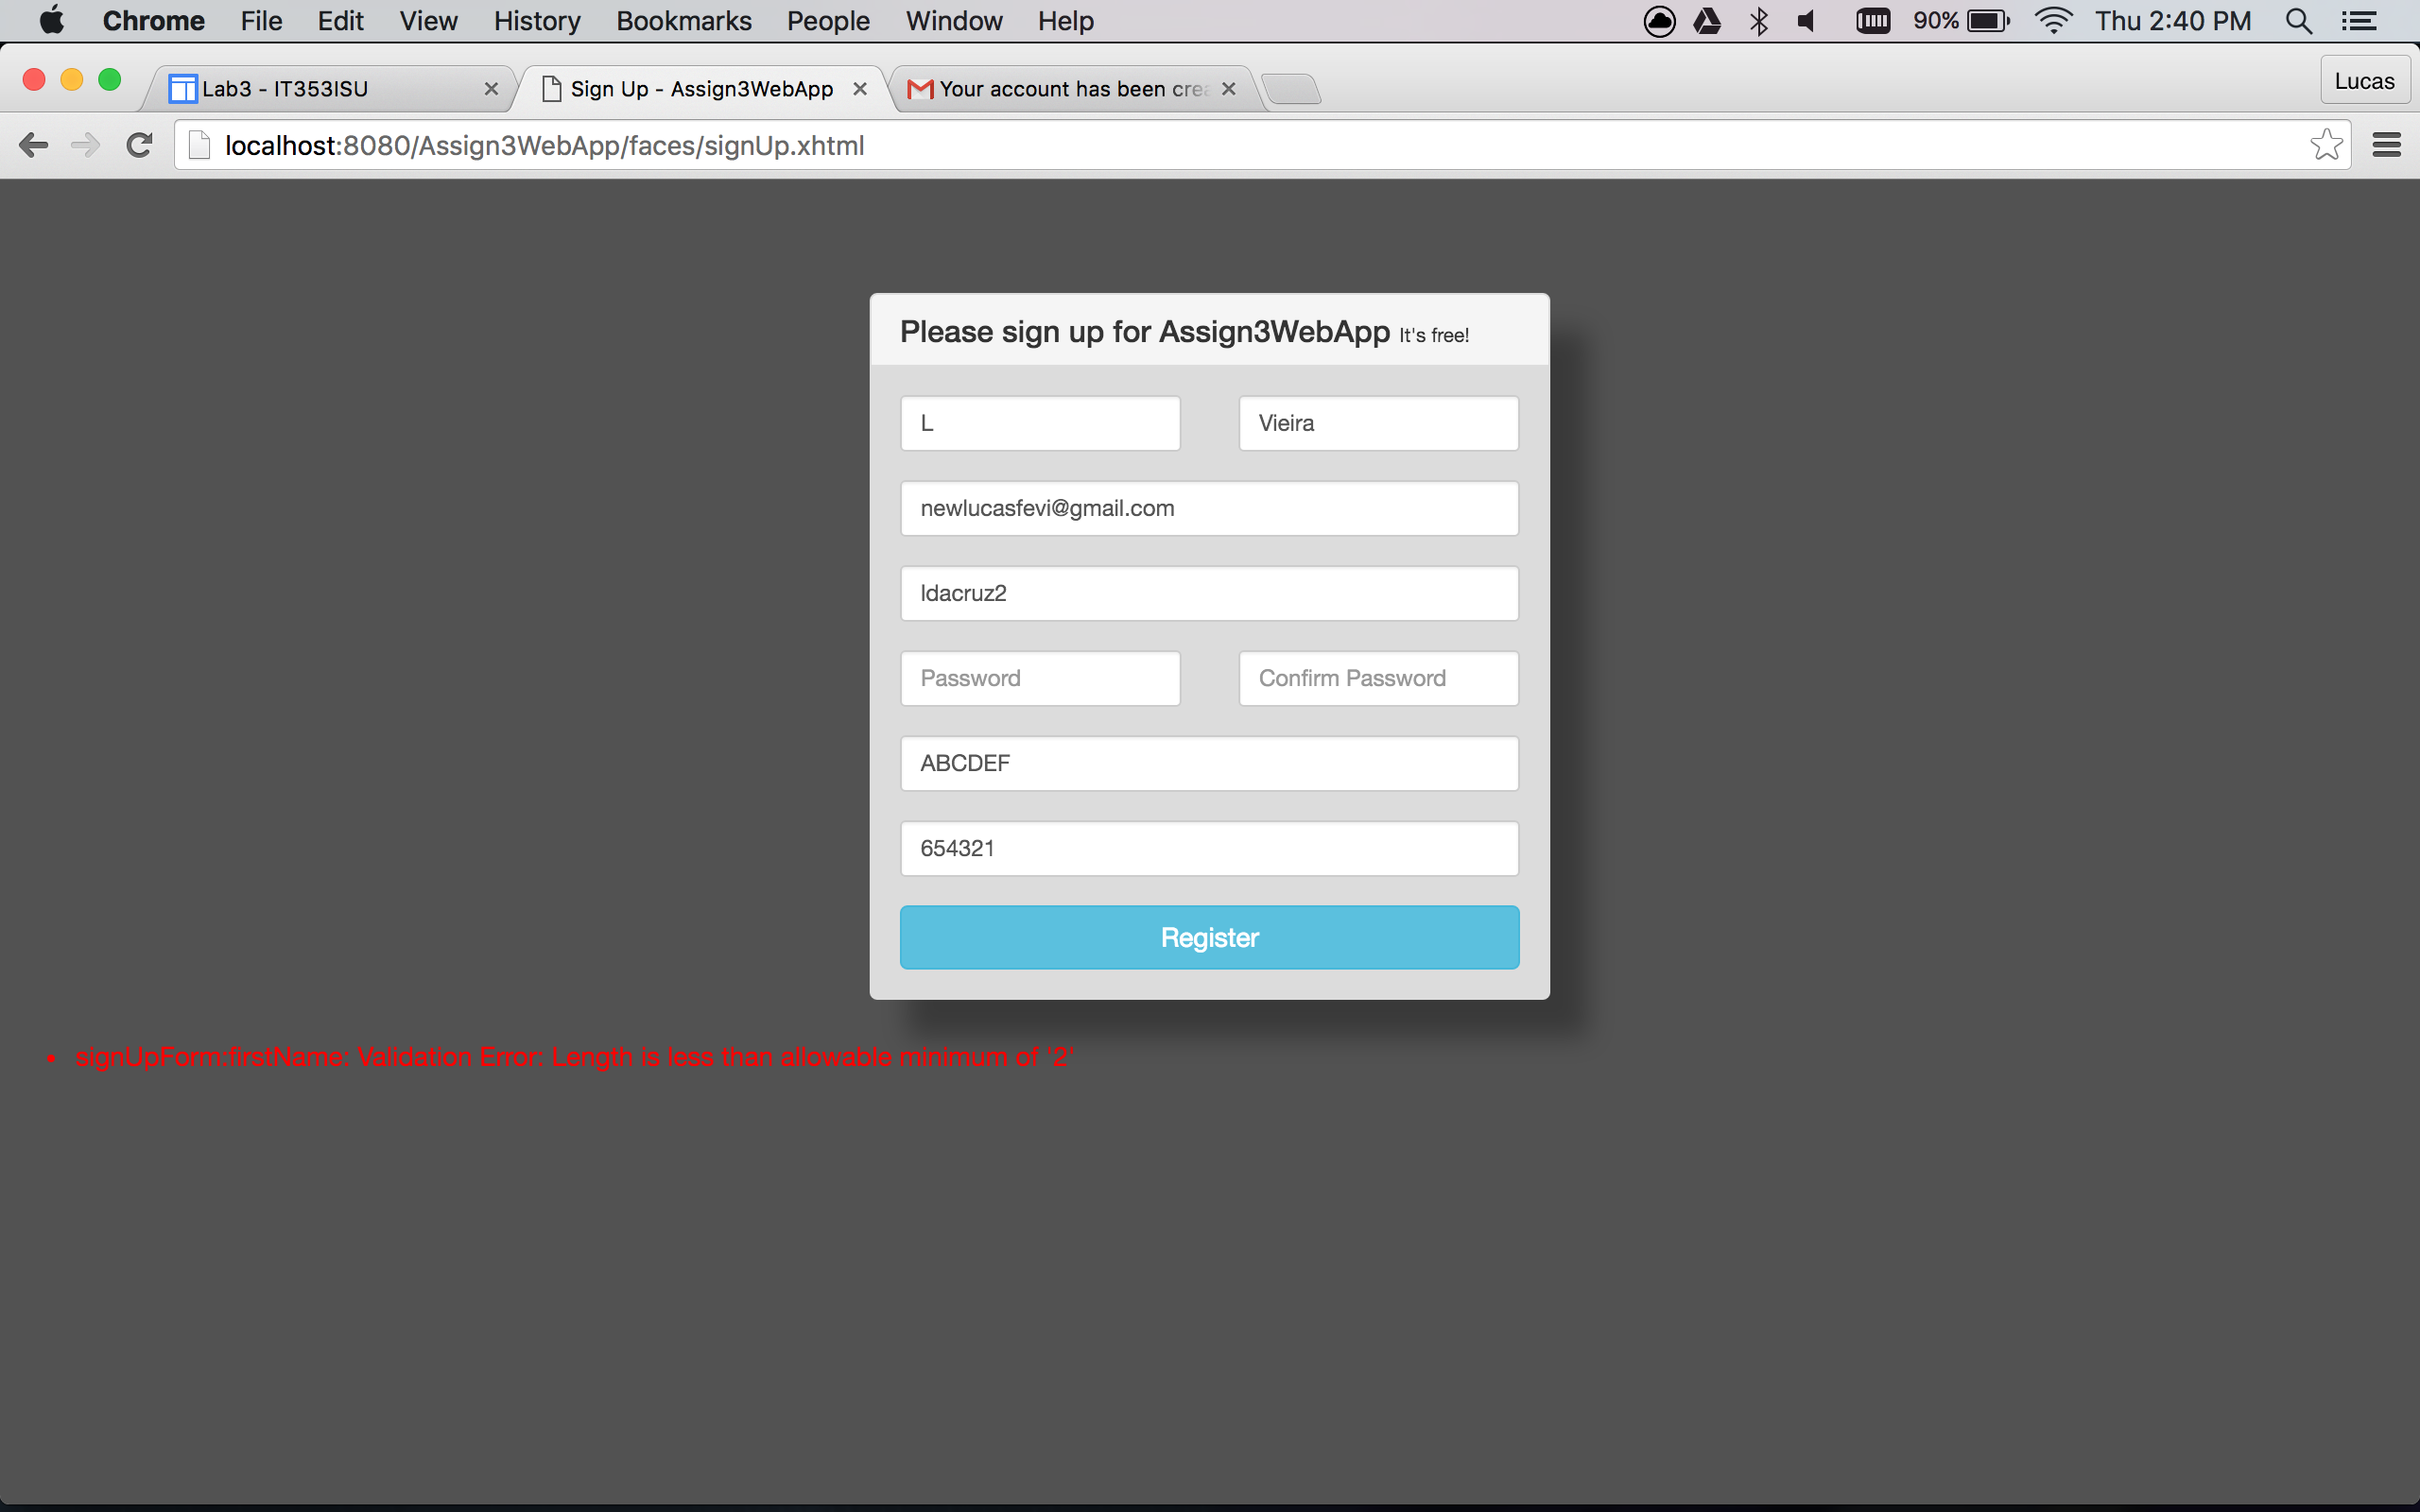 Chrome File Edit View History Bookmarks People Window Help 90% Thu 2:40 PM
Lab3 - IT353ISU Sign Up - Assign3WebApp Your account has been crea Lucas
localhost:8080/Assign3WebApp/faces/signUp.xhtml
Please sign up for Assign3WebApp It's free!
L Vieira
newlucasfevi@gmail.com
ldacruz2
Password Confirm Password
ABCDEF
654321
Register
• signUpForm:firstName: Validation Error: Length is less than allowable minimum of '2'